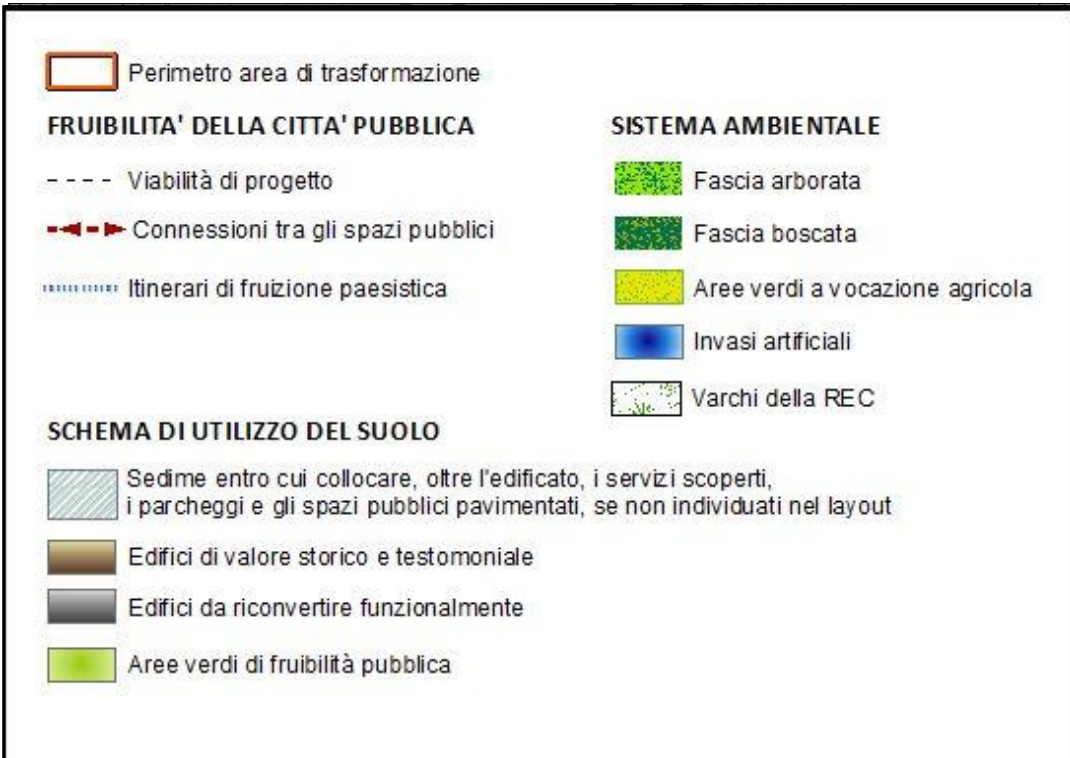 Perimetro area di trasformazione
FRUIBILITA' DELLA CITTA' PUBBLICA
Viabilità di progetto
Connessioni tra gli spazi pubblici
Itinerari di fruizione paesistica
SISTEMA AMBIENTALE
Fascia arborata
Fascia boscata
Aree verdi a vocazione agricola
Invasi artificiali
Varchi della REC
SCHEMA DI UTILIZZO DEL SUOLO
Sedime entro cui collocare, oltre l'edificato, i servizi scoperti,
i parcheggi e gli spazi pubblici pavimentati, se non individuati nel layout
Edifici di valore storico e testomoniale
Edifici da riconvertire funzionalmente
Aree verdi di fruibilità pubblica